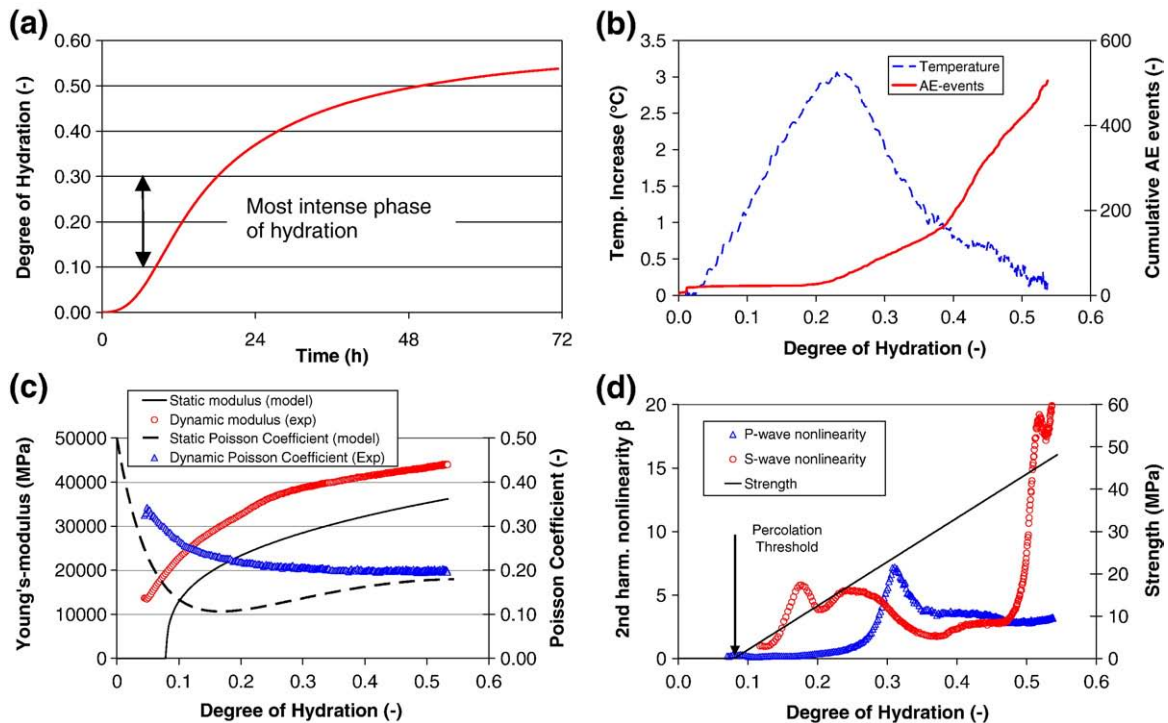 (a)
0.60
0.50
0.40
0.30
0.20
0.10
0.00
Degree of Hydration (-)
Most intense phase
of hydration
0 24 48 72
Time (h)
(b)
3.5
3
2.5
2
1.5
1
0.5
0
Temp. Increase (°C)
Temperature
AE-events
600
400
200
0
Cumulative AE events (-)
0.0 0.1 0.2 0.3 0.4 0.5 0.6
Degree of Hydration (-)
(c)
Static modulus (model)
Dynamic modulus (exp)
Static Poisson Coefficient (model)
Dynamic Poisson Coefficient (Exp)
50000
40000
30000
20000
10000
0
Young's-modulus (MPa)
0.50
0.40
0.30
0.20
0.10
0.00
Poisson Coefficient (-)
0 0.1 0.2 0.3 0.4 0.5 0.6
Degree of Hydration (-)
(d)
20
15
10
5
0
2nd harm. nonlinearity β
P-wave nonlinearity
S-wave nonlinearity
Strength
Percolation
Threshold
60
50
40
30
20
10
0
Strength (MPa)
0.0 0.1 0.2 0.3 0.4 0.5 0.6
Degree of Hydration (-)